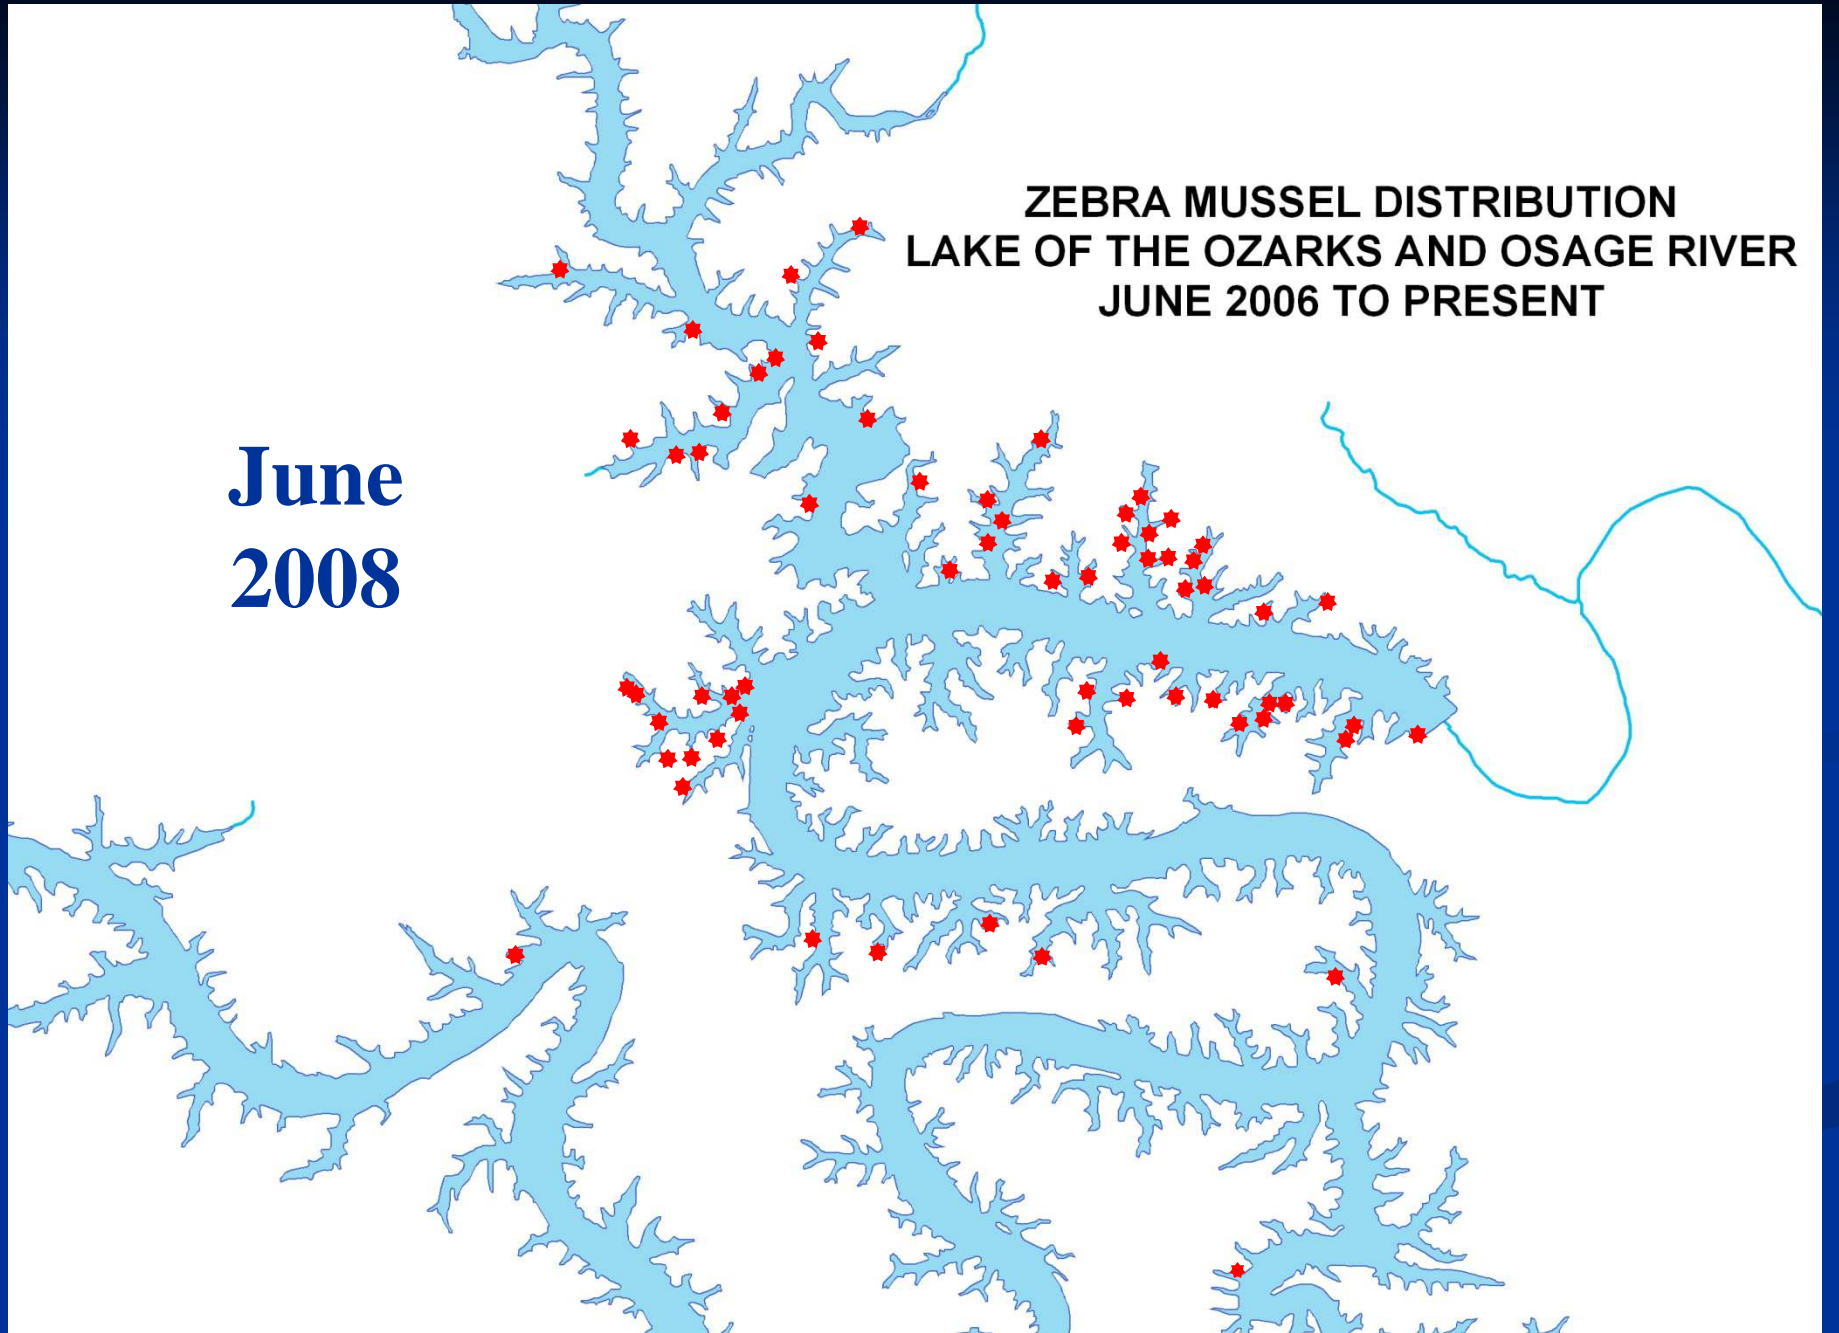 ZEBRA MUSSEL DISTRIBUTION
LAKE OF THE OZARKS AND OSAGE RIVER
JUNE 2006 TO PRESENT
June
2008